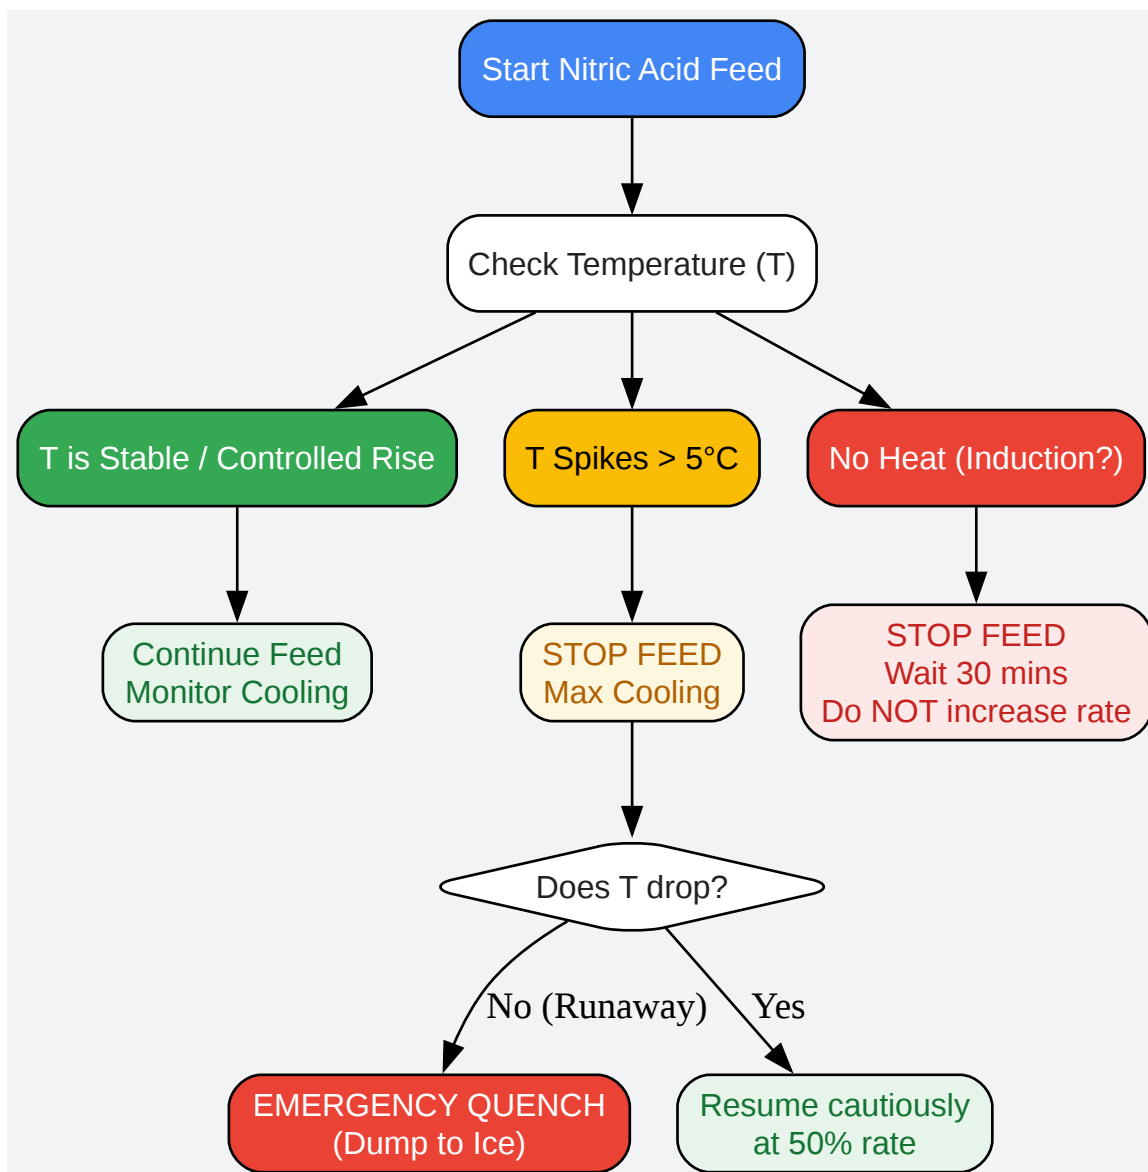 Start Nitric Acid Feed
Check Temperature (T)
T is Stable / Controlled Rise
T Spikes > 5°C
No Heat (Induction?)
Continue Feed
Monitor Cooling
STOP FEED
Max Cooling
STOP FEED
Wait 30 mins
Do NOT increase rate
Does T drop?
No (Runaway)
Yes
EMERGENCY QUENCH
(Dump to Ice)
Resume cautiously
at 50% rate